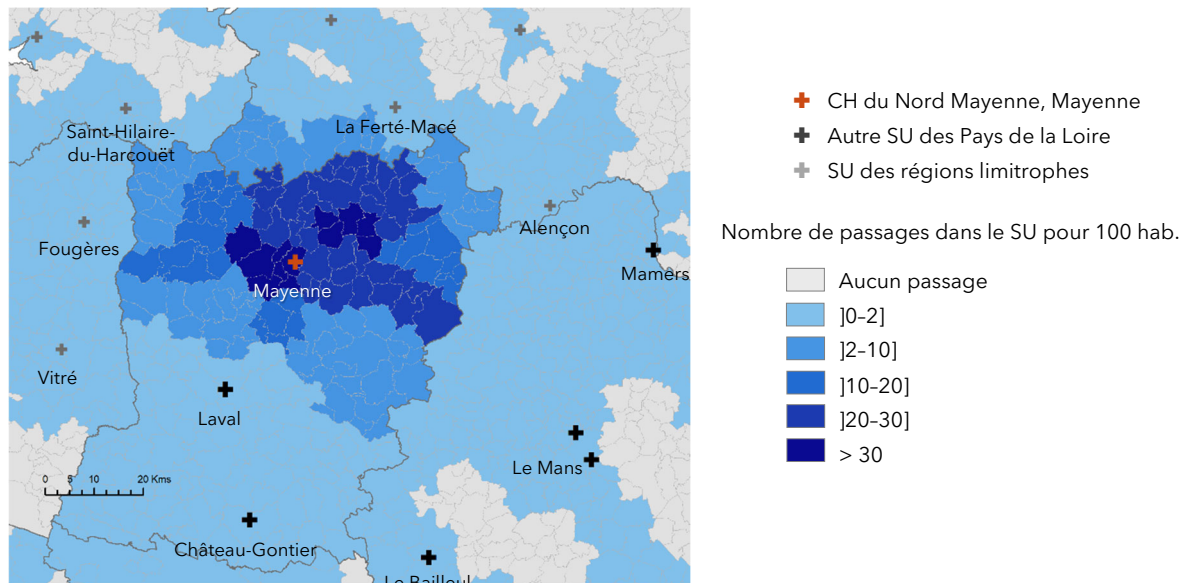 Saint-Hilaire-
du-Harcouët
La Ferté-Macé
Fougères
Alençon
Mamers
Mayenne
Vitré
Laval
Le Mans
0 5 10 20 Kms
Château-Gontier
Le Bailleul
CH du Nord Mayenne, Mayenne
Autre SU des Pays de la Loire
SU des régions limitrophes
Nombre de passages dans le SU pour 100 hab.
Aucun passage
]0–2]
]2–10]
]10–20]
]20–30]
> 30